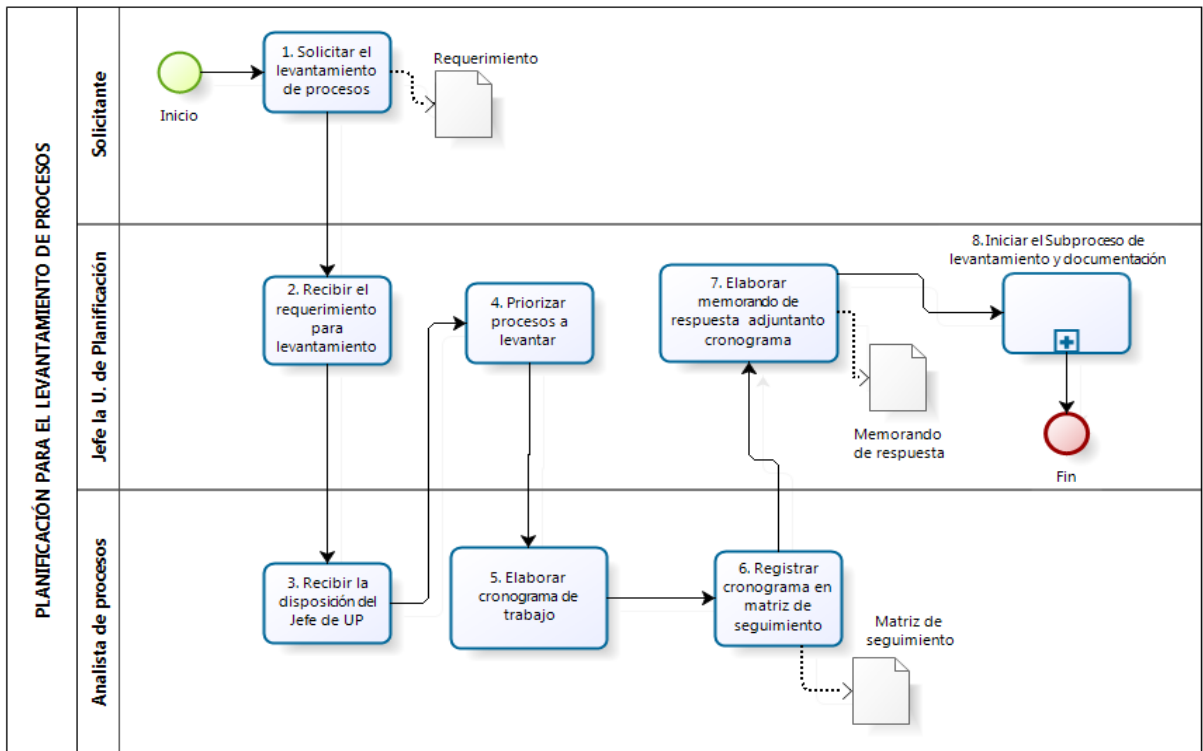 PLANIFICACIÓN PARA EL LEVANTAMIENTO DE PROCESOS
Solicitante
Inicio
1. Solicitar el
levantamiento
de procesos
Requerimiento
Jefe la U. de Planificación
2. Recibir el
requerimiento
para
levantamiento
4. Priorizar
procesos a
levantar
7. Elaborar
memorando de
respuesta adjuntanto
cronograma
Memorando
de respuesta
8. Iniciar el Subproceso de
levantamiento y documentación
Fin
Analista de procesos
3. Recibir la
disposición del
Jefe de UP
5. Elaborar
cronograma de
trabajo
6. Registrar
cronograma en
matriz de
seguimiento
Matriz de
seguimiento